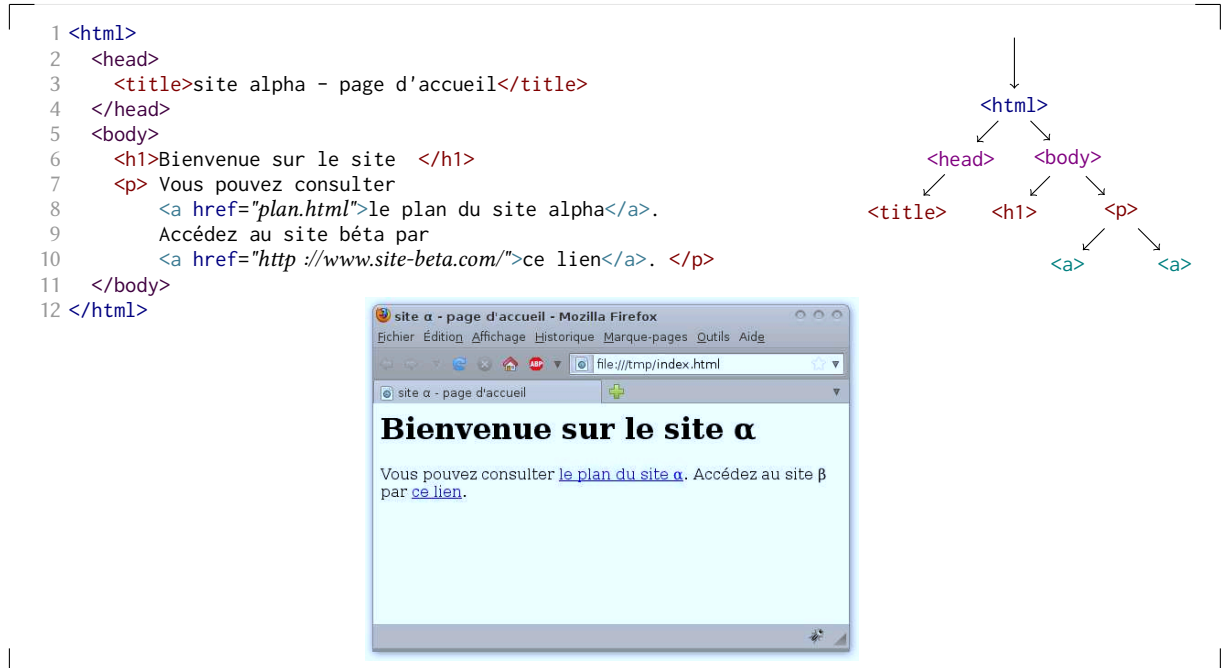 1 <html>
2 <head>
3 <title>site alpha – page d'accueil</title>
4 </head>
5 <body>
6 <h1>Bienvenue sur le site </h1>
7 <p> Vous pouvez consulter
8 <a href="plan.html">le plan du site alpha</a>.
9 Accédez au site béta par
10 <a href="http ://www.site-beta.com/">ce lien</a>. </p>
11 </body>
12 </html>
<html>
<head> <body>
<title> <h1> <p>
<a> <a>
site α - page d'accueil - Mozilla Firefox
Fichier Édition Affichage Historique Marque-pages Outils Aide
ABP file:///tmp/index.html
site α - page d'accueil
Bienvenue sur le site α
Vous pouvez consulter le plan du site α. Accédez au site β
par ce lien.